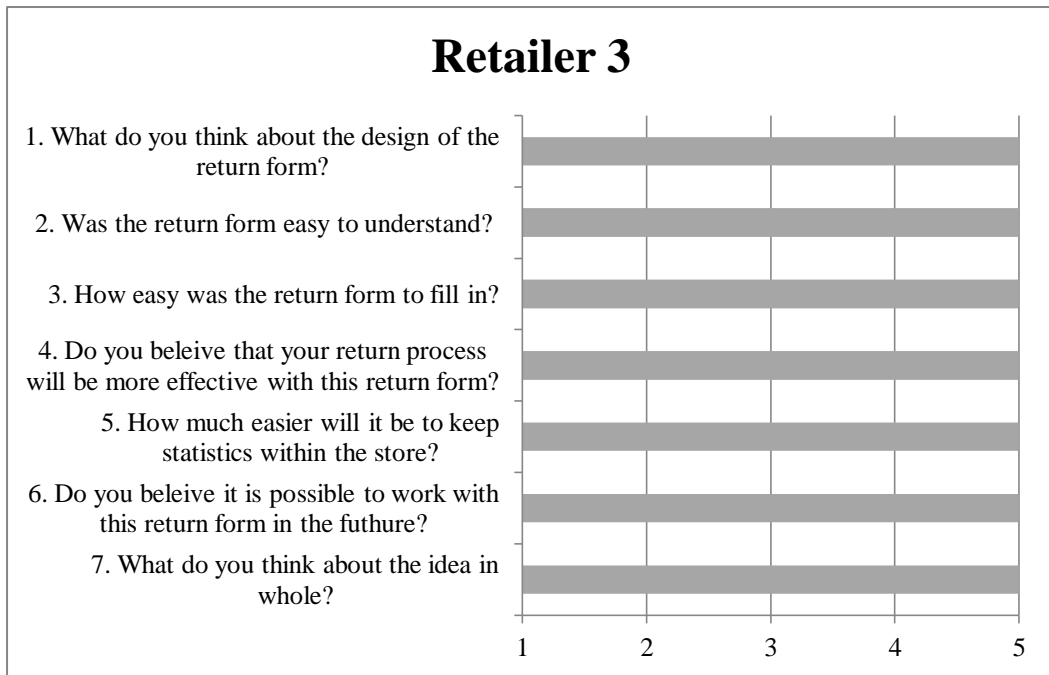 Retailer 3
1. What do you think about the design of the
return form?
2. Was the return form easy to understand?
3. How easy was the return form to fill in?
4. Do you beleive that your return process
will be more effective with this return form?
5. How much easier will it be to keep
statistics within the store?
6. Do you beleive it is possible to work with
this return form in the futhure?
7. What do you think about the idea in
whole?
1 2 3 4 5